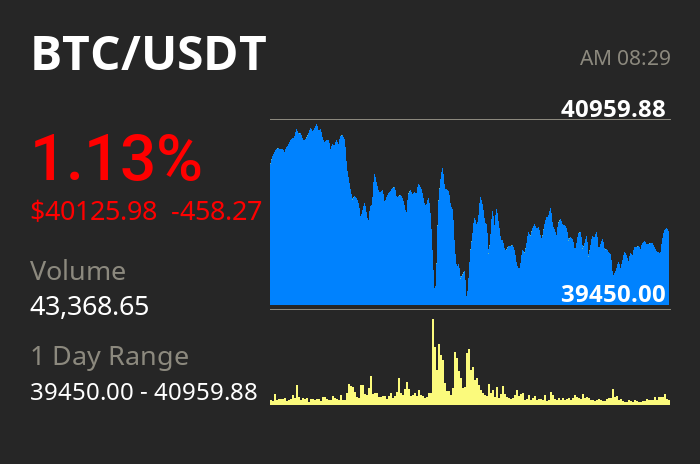 BTC/USDT
AM 08:29
40959.88
1.13%
$40125.98 -458.27
39450.00
Volume
43,368.65
1 Day Range
39450.00 - 40959.88